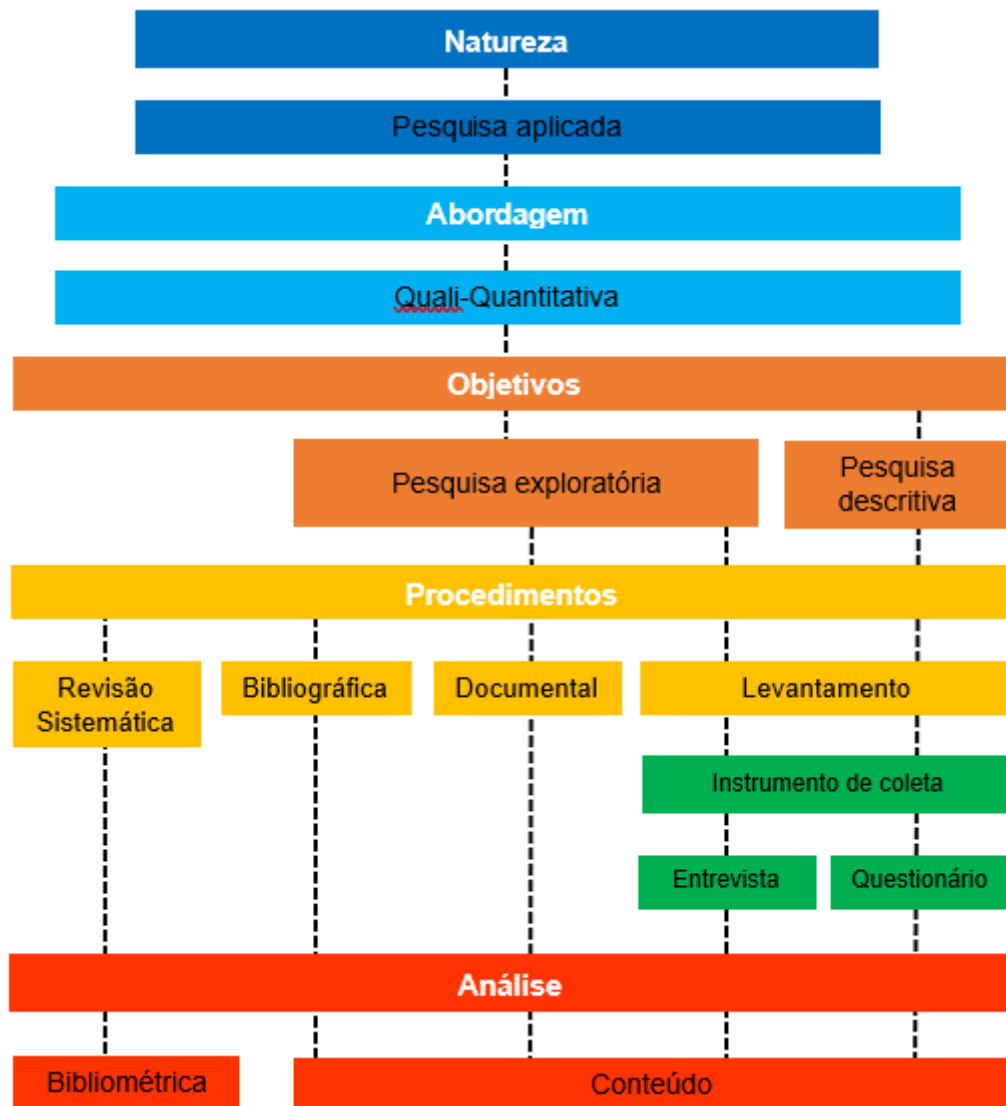 Natureza
Pesquisa aplicada
Abordagem
Quali-Quantitativa
Objetivos
Pesquisa exploratória
Pesquisa
descritiva
Procedimentos
Revisão
Sistemática
Bibliográfica
Documental
Levantamento
Instrumento de coleta
Entrevista
Questionário
Análise
Bibliométrica
Conteúdo